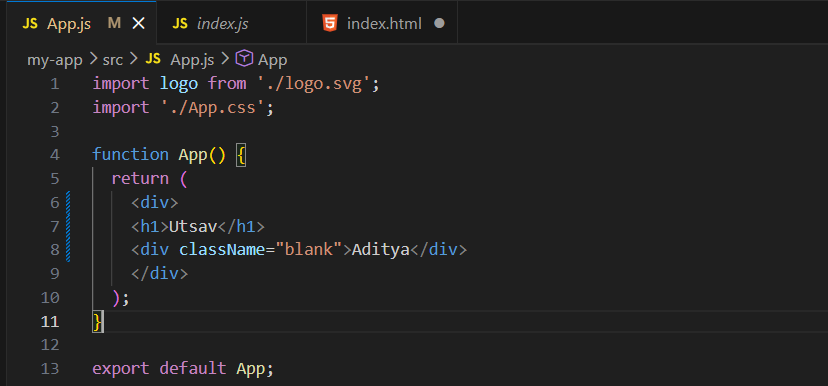 JS App.js M × JS index.js index.html ●
my-app > src > JS App.js > App
1 import logo from './logo.svg';
2 import './App.css';
3
4 function App() {
5   return (
6     <div>
7     <h1>Utsav</h1>
8     <div className="blank">Aditya</div>
9     </div>
10   );
11 }
12
13 export default App;